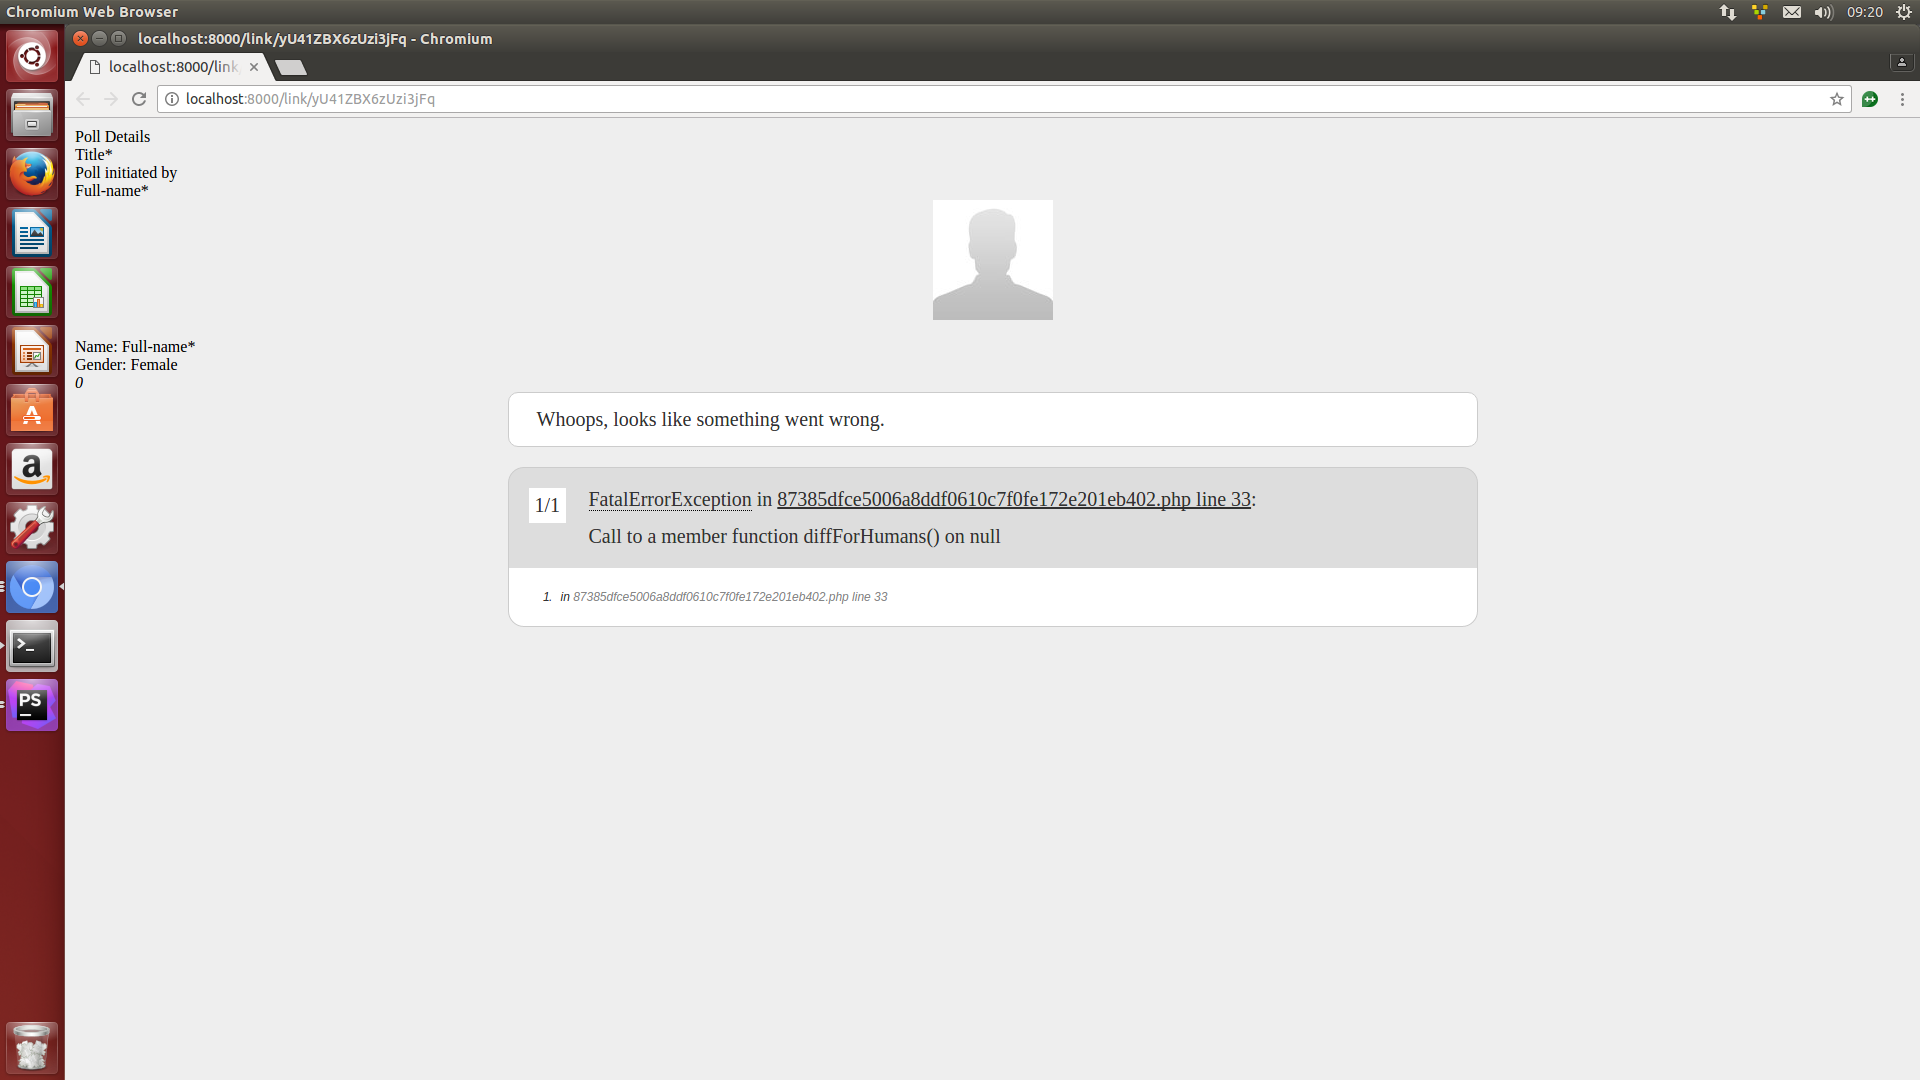 Chromium Web Browser
09:20
localhost:8000/link/yU41ZBX6zUzi3jFq - Chromium
localhost:8000/link
localhost:8000/link/yU41ZBX6zUzi3jFq
Poll Details
Title*
Poll initiated by
Full-name*
Name: Full-name*
Gender: Female
0
Whoops, looks like something went wrong.
1/1
FatalErrorException in 87385dfce5006a8ddf0610c7f0fe172e201eb402.php line 33:
Call to a member function diffForHumans() on null
1. in 87385dfce5006a8ddf0610c7f0fe172e201eb402.php line 33
A
a
>_
PS